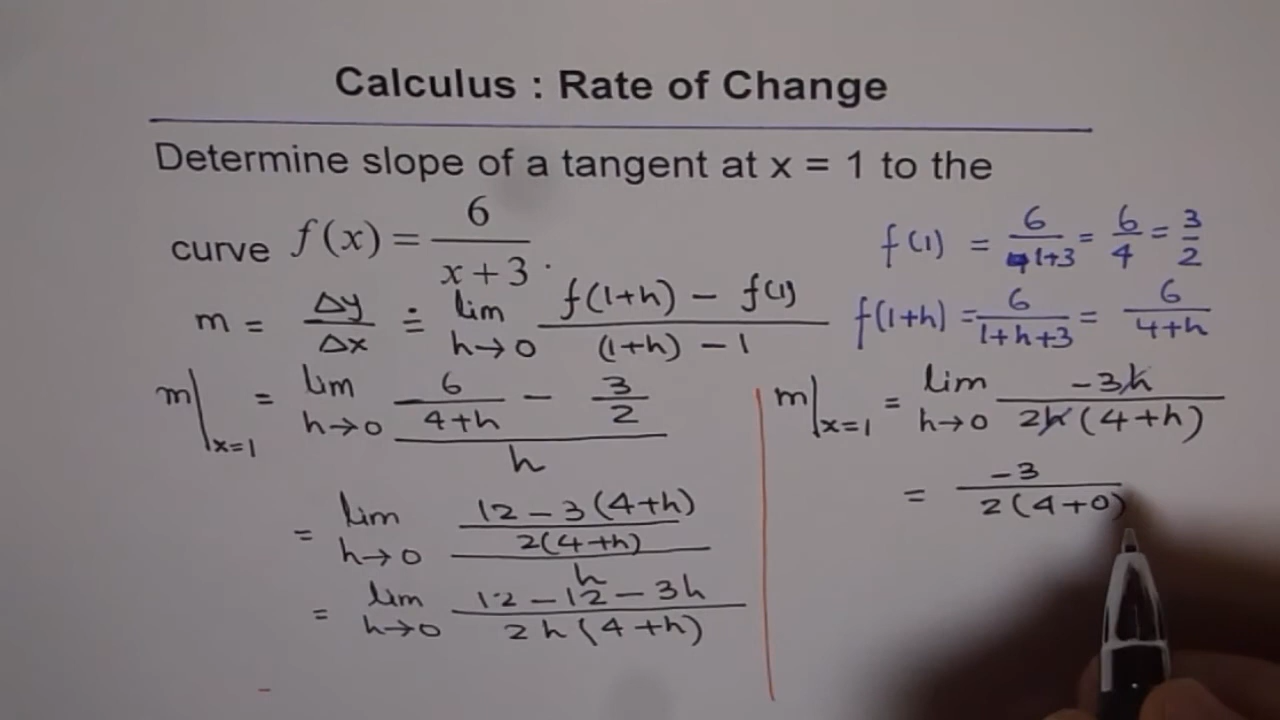 Calculus : Rate of Change
Determine slope of a tangent at x = 1 to the
curve f(x) = 6/(x+3).
m = Δy/Δx ≐ lim h→0 (f(1+h) − f(1))/((1+h) − 1)
m|x=1 = lim h→0 (6/(4+h) − 3/2)/h
= lim h→0 ((12 − 3(4+h))/(2(4+h)))/h
= lim h→0 (12 − 12 − 3h)/(2h(4+h))
f(1) = 6/(1+3) = 6/4 = 3/2
f(1+h) = 6/(1+h+3) = 6/(4+h)
m|x=1 = lim h→0 −3h/(2h(4+h))
= −3/(2(4+0))